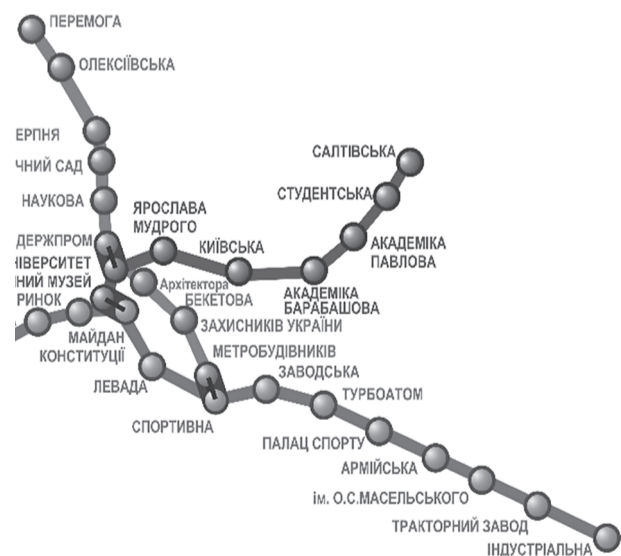 ПЕРЕМОГА
ОЛЕКСІЇВСЬКА
ЕРПНЯ
ЧНИЙ САД
НАУКОВА
ДЕРЖПРОМ
НІВЕРСИТЕТ
НИЙ МУЗЕЙ
РИНОК
ЯРОСЛАВА
МУДРОГО
КИЇВСЬКА
САЛТІВСЬКА
СТУДЕНТСЬКА
АКАДЕМІКА
ПАВЛОВА
АКАДЕМІКА
БАРАБАШОВА
Архітектора
БЕКЕТОВА
ЗАХИСНИКІВ УКРАЇНИ
МЕТРОБУДІВНИКІВ
МАЙДАН
КОНСТИТУЦІЇ
ЛЕВАДА
СПОРТИВНА
ЗАВОДСЬКА
ТУРБОАТОМ
ПАЛАЦ СПОРТУ
АРМІЙСЬКА
ім. О.С.МАСЕЛЬСЬКОГО
ТРАКТОРНИЙ ЗАВОД
ІНДУСТРІАЛЬНА